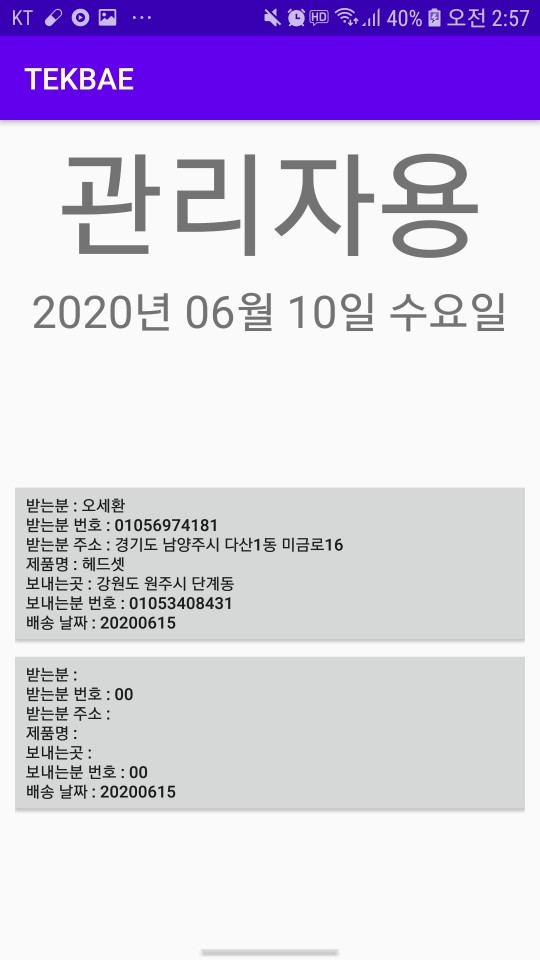 KT ... HD 40% 오전 2:57
TEKBAE
관리자용
2020년 06월 10일 수요일
받는분 : 오세환
받는분 번호 : 01056974181
받는분 주소 : 경기도 남양주시 다산1동 미금로16
제품명 : 헤드셋
보내는곳 : 강원도 원주시 단계동
보내는분 번호 : 01053408431
배송 날짜 : 20200615
받는분 :
받는분 번호 : 00
받는분 주소 :
제품명 :
보내는곳 :
보내는분 번호 : 00
배송 날짜 : 20200615